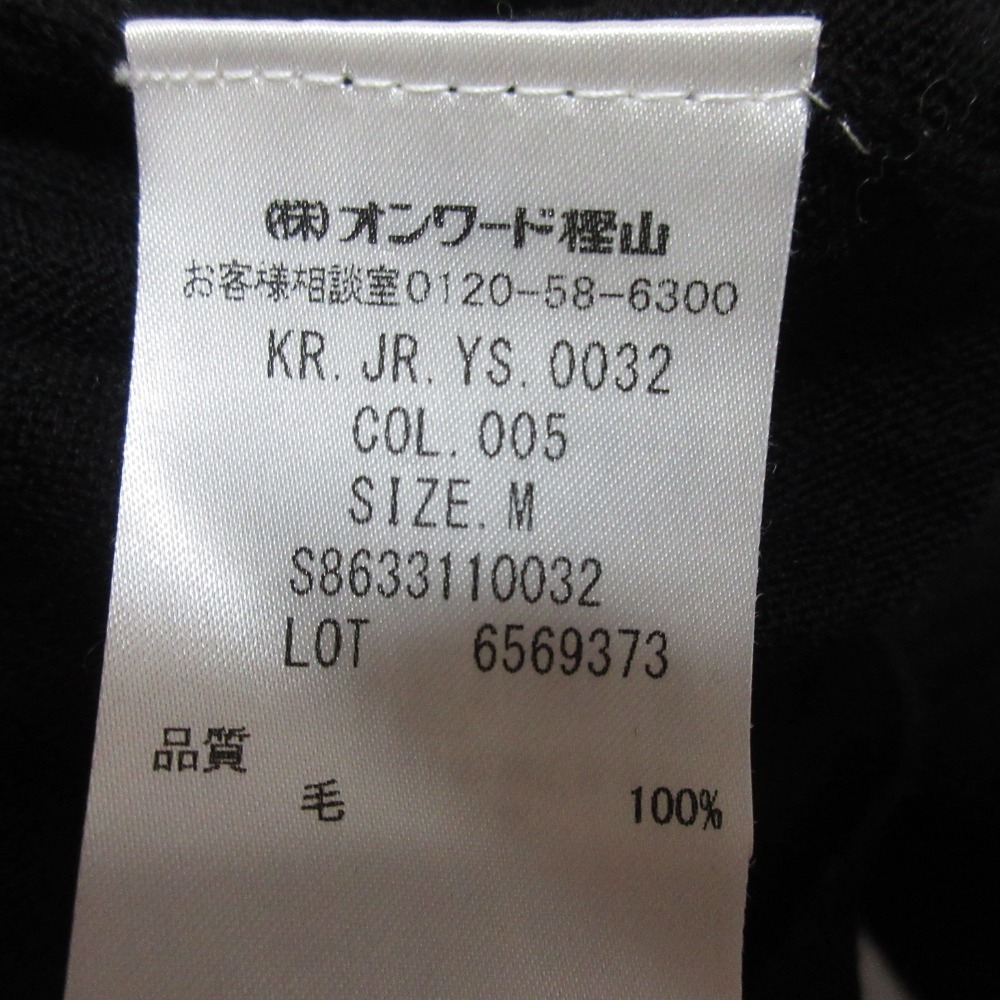 (株)オンワード樫山
お客様相談室0120-58-6300
KR.JR.YS.0032
COL.005
SIZE.M
S8633110032
LOT 6569373
品質
毛 100%